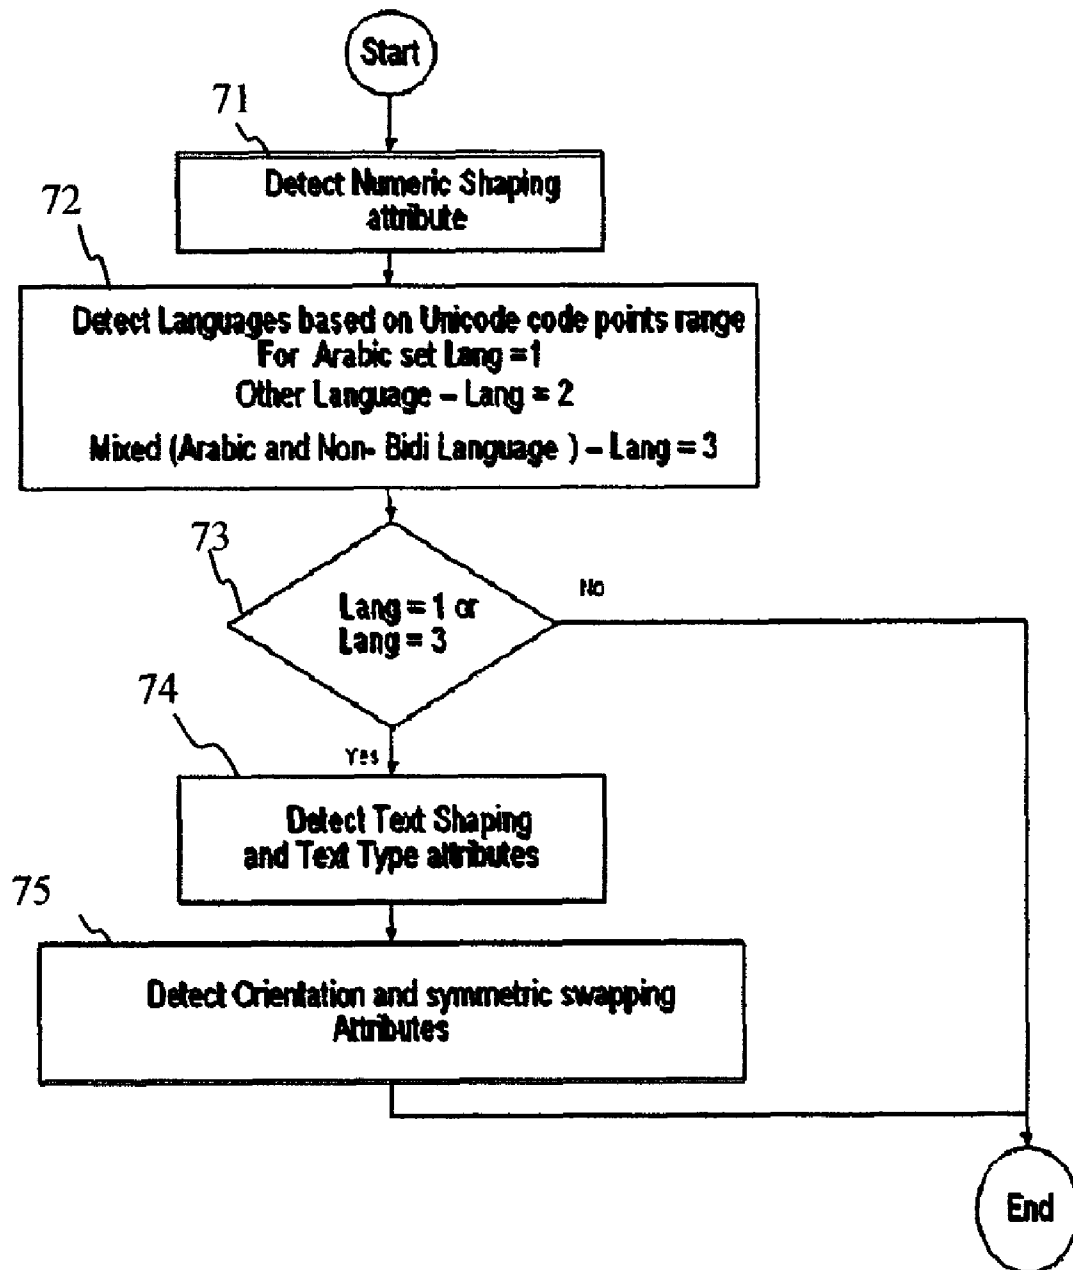 Start
71
Detect Numeric Shaping
attribute
72
Detect Languages based on Unicode code points range
For Arabic set Lang =1
Other Language – Lang = 2
Mixed (Arabic and Non- Bidi Language ) – Lang = 3
73
Lang = 1 or
Lang = 3
No
74
Yes
Detect Text Shaping
and Text Type attributes
75
Detect Orientation and symmetric swapping
Attributes
End